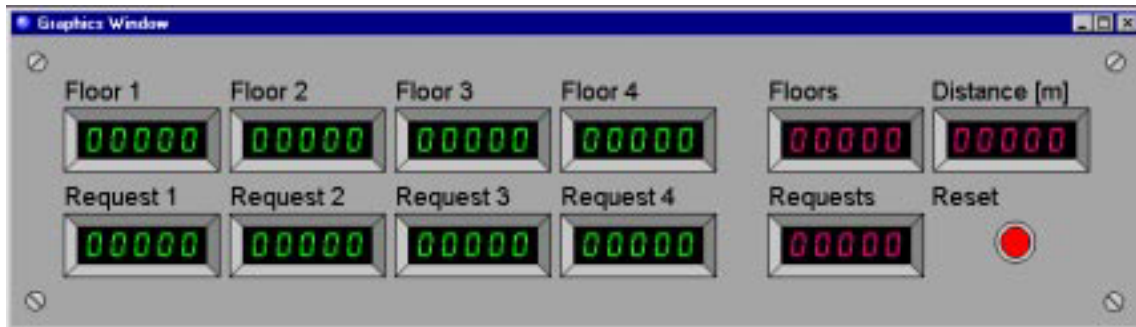 Graphics Window
Floor 1 Floor 2 Floor 3 Floor 4 Floors Distance [m]
00000 00000 00000 00000 00000 00000
Request 1 Request 2 Request 3 Request 4 Requests Reset
00000 00000 00000 00000 00000